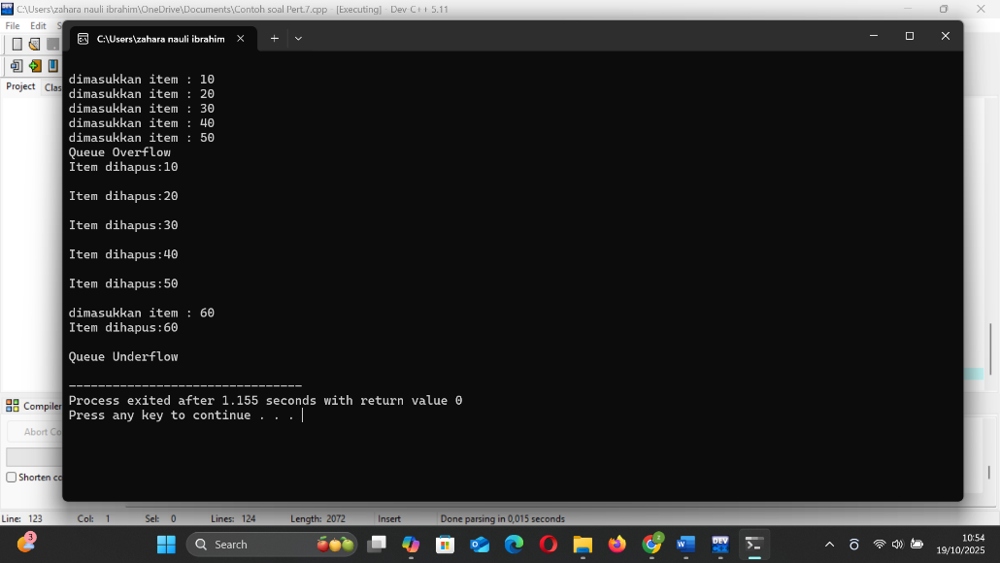 C:\Users\zahara nauli ibrahim\OneDrive\Documents\Contoh soal Pert.7.cpp - [Executing] - Dev-C++ 5.11
File Edit
C:\Users\zahara nauli ibrahim
Project
dimasukkan item : 10
dimasukkan item : 20
dimasukkan item : 30
dimasukkan item : 40
dimasukkan item : 50
Queue Overflow
Item dihapus:10
Item dihapus:20
Item dihapus:30
Item dihapus:40
Item dihapus:50
dimasukkan item : 60
Item dihapus:60
Queue Underflow
--------------------------------
Process exited after 1.155 seconds with return value 0
Press any key to continue . . .
Compiler
Abort Co
Shorten co
Line: 123 Col: 1 Sel: 0 Lines: 124 Length: 2072 Insert Done parsing in 0,015 seconds
3
Search
2
10:54
19/10/2025